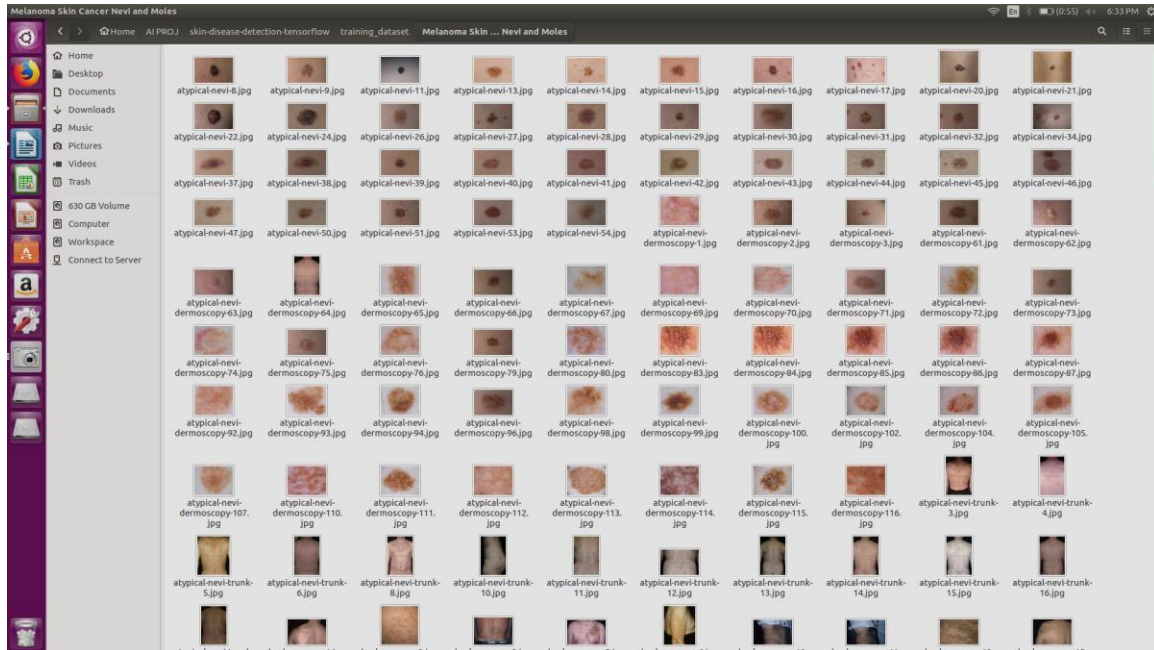 Melanoma Skin Cancer Nevi and Moles
En
(0:55)
6:33 PM
Home
AI PROJ
skin-disease-detection-tensorflow
training_dataset
Melanoma Skin ... Nevi and Moles
Home
Desktop
Documents
Downloads
Music
Pictures
Videos
Trash
630 GB Volume
Computer
Workspace
Connect to Server
a
atypical-nevi-8.jpg
atypical-nevi-9.jpg
atypical-nevi-11.jpg
atypical-nevi-13.jpg
atypical-nevi-14.jpg
atypical-nevi-15.jpg
atypical-nevi-16.jpg
atypical-nevi-17.jpg
atypical-nevi-20.jpg
atypical-nevi-21.jpg
atypical-nevi-22.jpg
atypical-nevi-24.jpg
atypical-nevi-26.jpg
atypical-nevi-27.jpg
atypical-nevi-28.jpg
atypical-nevi-29.jpg
atypical-nevi-30.jpg
atypical-nevi-31.jpg
atypical-nevi-32.jpg
atypical-nevi-34.jpg
atypical-nevi-37.jpg
atypical-nevi-38.jpg
atypical-nevi-39.jpg
atypical-nevi-40.jpg
atypical-nevi-41.jpg
atypical-nevi-42.jpg
atypical-nevi-43.jpg
atypical-nevi-44.jpg
atypical-nevi-45.jpg
atypical-nevi-46.jpg
atypical-nevi-47.jpg
atypical-nevi-50.jpg
atypical-nevi-51.jpg
atypical-nevi-53.jpg
atypical-nevi-54.jpg
atypical-nevi-
dermoscopy-1.jpg
atypical-nevi-
dermoscopy-2.jpg
atypical-nevi-
dermoscopy-3.jpg
atypical-nevi-
dermoscopy-61.jpg
atypical-nevi-
dermoscopy-62.jpg
atypical-nevi-
dermoscopy-63.jpg
atypical-nevi-
dermoscopy-64.jpg
atypical-nevi-
dermoscopy-65.jpg
atypical-nevi-
dermoscopy-66.jpg
atypical-nevi-
dermoscopy-67.jpg
atypical-nevi-
dermoscopy-69.jpg
atypical-nevi-
dermoscopy-70.jpg
atypical-nevi-
dermoscopy-71.jpg
atypical-nevi-
dermoscopy-72.jpg
atypical-nevi-
dermoscopy-73.jpg
atypical-nevi-
dermoscopy-74.jpg
atypical-nevi-
dermoscopy-75.jpg
atypical-nevi-
dermoscopy-76.jpg
atypical-nevi-
dermoscopy-79.jpg
atypical-nevi-
dermoscopy-80.jpg
atypical-nevi-
dermoscopy-83.jpg
atypical-nevi-
dermoscopy-84.jpg
atypical-nevi-
dermoscopy-85.jpg
atypical-nevi-
dermoscopy-86.jpg
atypical-nevi-
dermoscopy-87.jpg
atypical-nevi-
dermoscopy-92.jpg
atypical-nevi-
dermoscopy-93.jpg
atypical-nevi-
dermoscopy-94.jpg
atypical-nevi-
dermoscopy-96.jpg
atypical-nevi-
dermoscopy-98.jpg
atypical-nevi-
dermoscopy-99.jpg
atypical-nevi-
dermoscopy-100.
jpg
atypical-nevi-
dermoscopy-102.
jpg
atypical-nevi-
dermoscopy-104.
jpg
atypical-nevi-
dermoscopy-105.
jpg
atypical-nevi-
dermoscopy-107.
jpg
atypical-nevi-
dermoscopy-110.
jpg
atypical-nevi-
dermoscopy-111.
jpg
atypical-nevi-
dermoscopy-112.
jpg
atypical-nevi-
dermoscopy-113.
jpg
atypical-nevi-
dermoscopy-114.
jpg
atypical-nevi-
dermoscopy-115.
jpg
atypical-nevi-
dermoscopy-116.
jpg
atypical-nevi-trunk-
3.jpg
atypical-nevi-trunk-
4.jpg
atypical-nevi-trunk-
5.jpg
atypical-nevi-trunk-
6.jpg
atypical-nevi-trunk-
8.jpg
atypical-nevi-trunk-
10.jpg
atypical-nevi-trunk-
11.jpg
atypical-nevi-trunk-
12.jpg
atypical-nevi-trunk-
13.jpg
atypical-nevi-trunk-
14.jpg
atypical-nevi-trunk-
15.jpg
atypical-nevi-trunk-
16.jpg